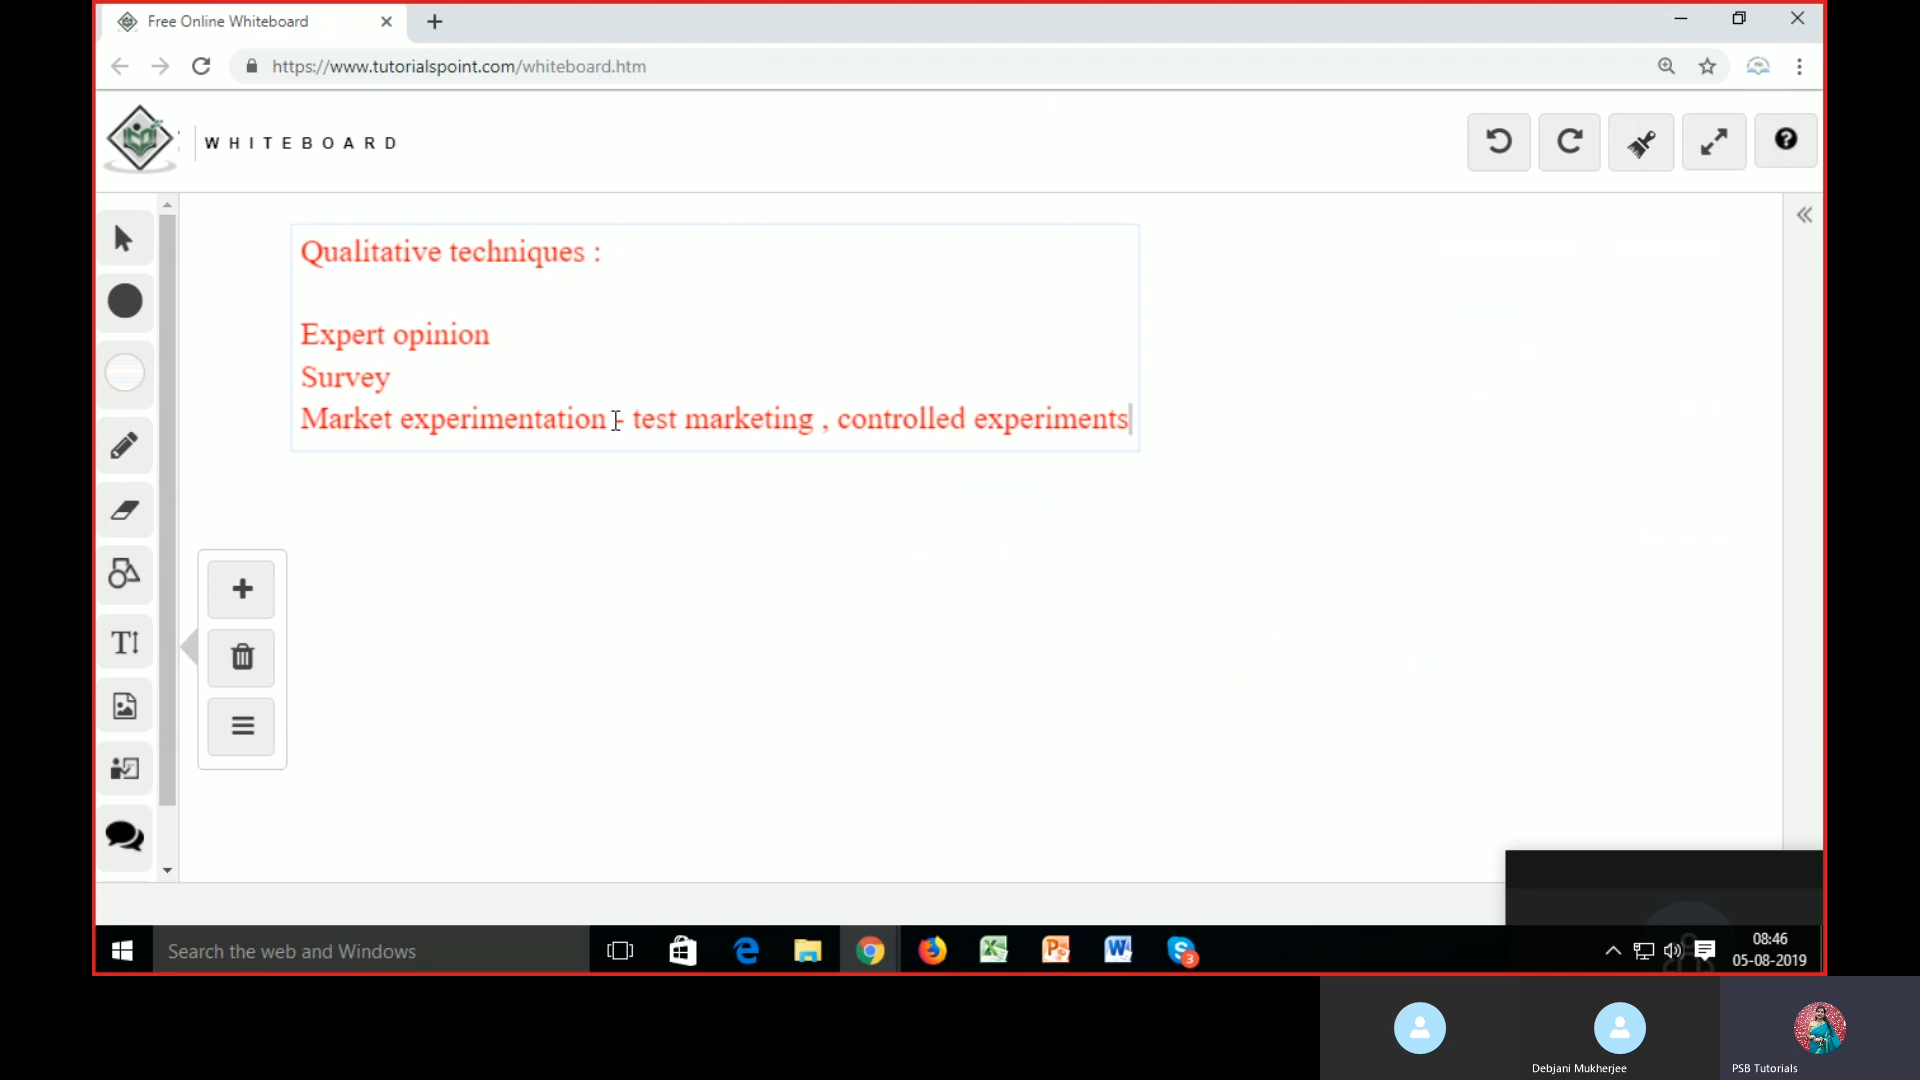 Free Online Whiteboard
https://www.tutorialspoint.com/whiteboard.htm
WHITEBOARD
Qualitative techniques :
Expert opinion
Survey
Market experimentation - test marketing , controlled experiments
Search the web and Windows
3
08:46
05-08-2019
Debjani Mukherjee
PSB Tutorials